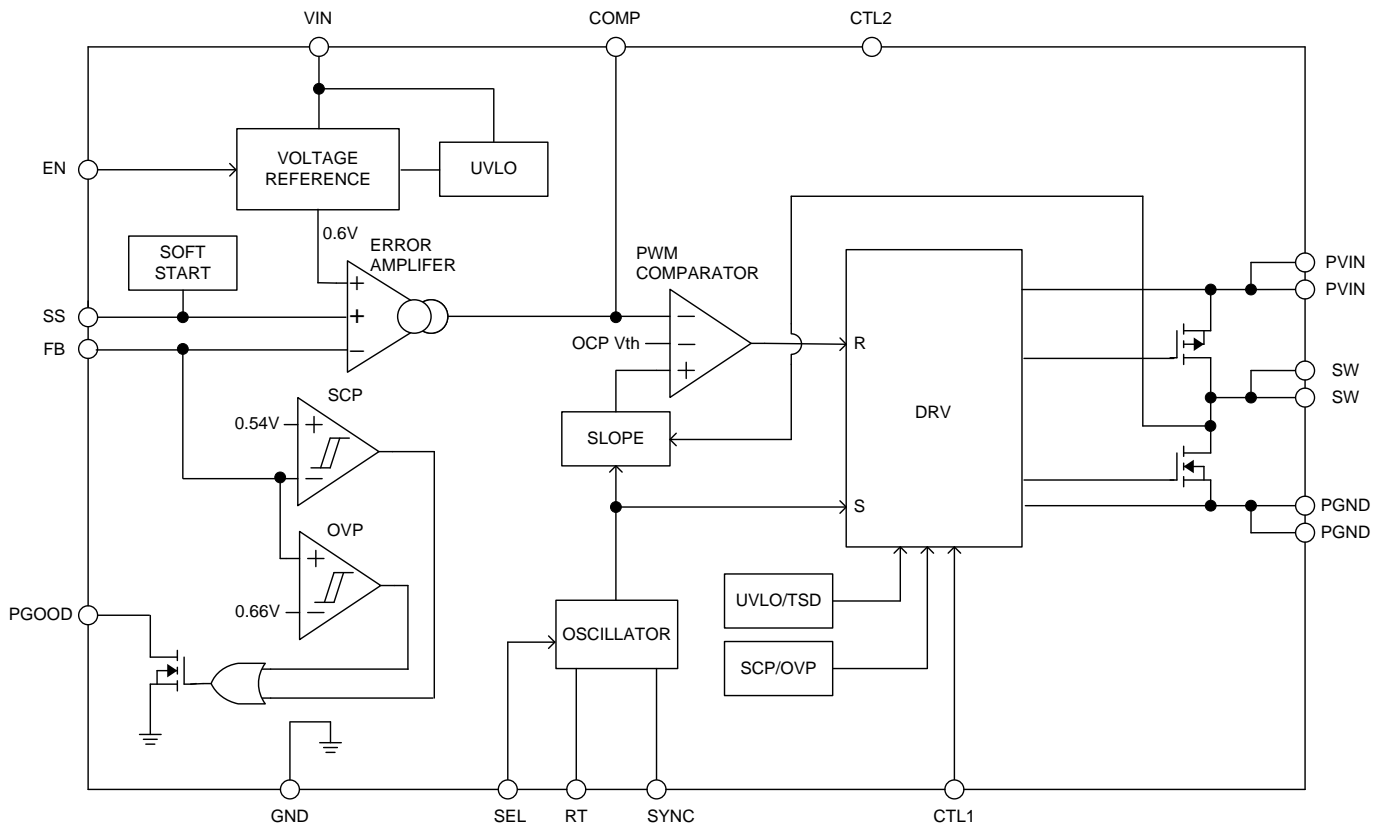 VIN
COMP
CTL2
EN
VOLTAGE
REFERENCE
UVLO
0.6V
SOFT
START
ERROR
AMPLIFER
+
+
−
PWM
COMPARATOR
−
OCP Vth
−
+
PVIN
PVIN
SS
FB
R
SW
SW
SCP
0.54V
+
−
SLOPE
DRV
S
PGND
PGND
OVP
+
0.66V
−
PGOOD
OSCILLATOR
UVLO/TSD
SCP/OVP
GND
SEL
RT
SYNC
CTL1